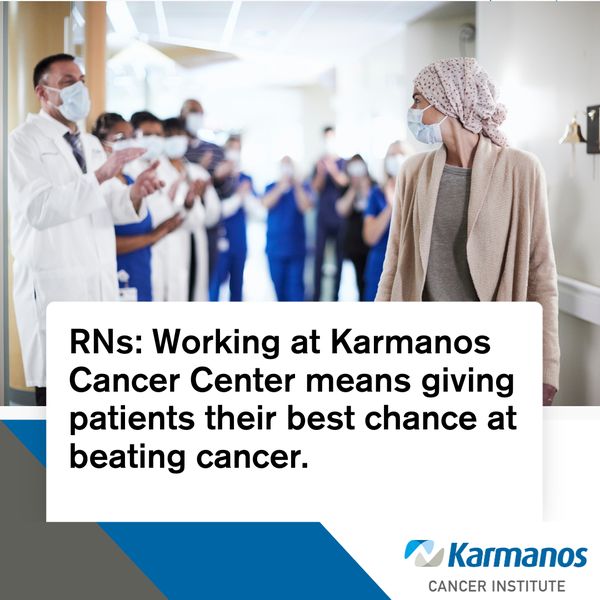 RNs: Working at Karmanos
Cancer Center means giving
patients their best chance at
beating cancer.
Karmanos
CANCER INSTITUTE